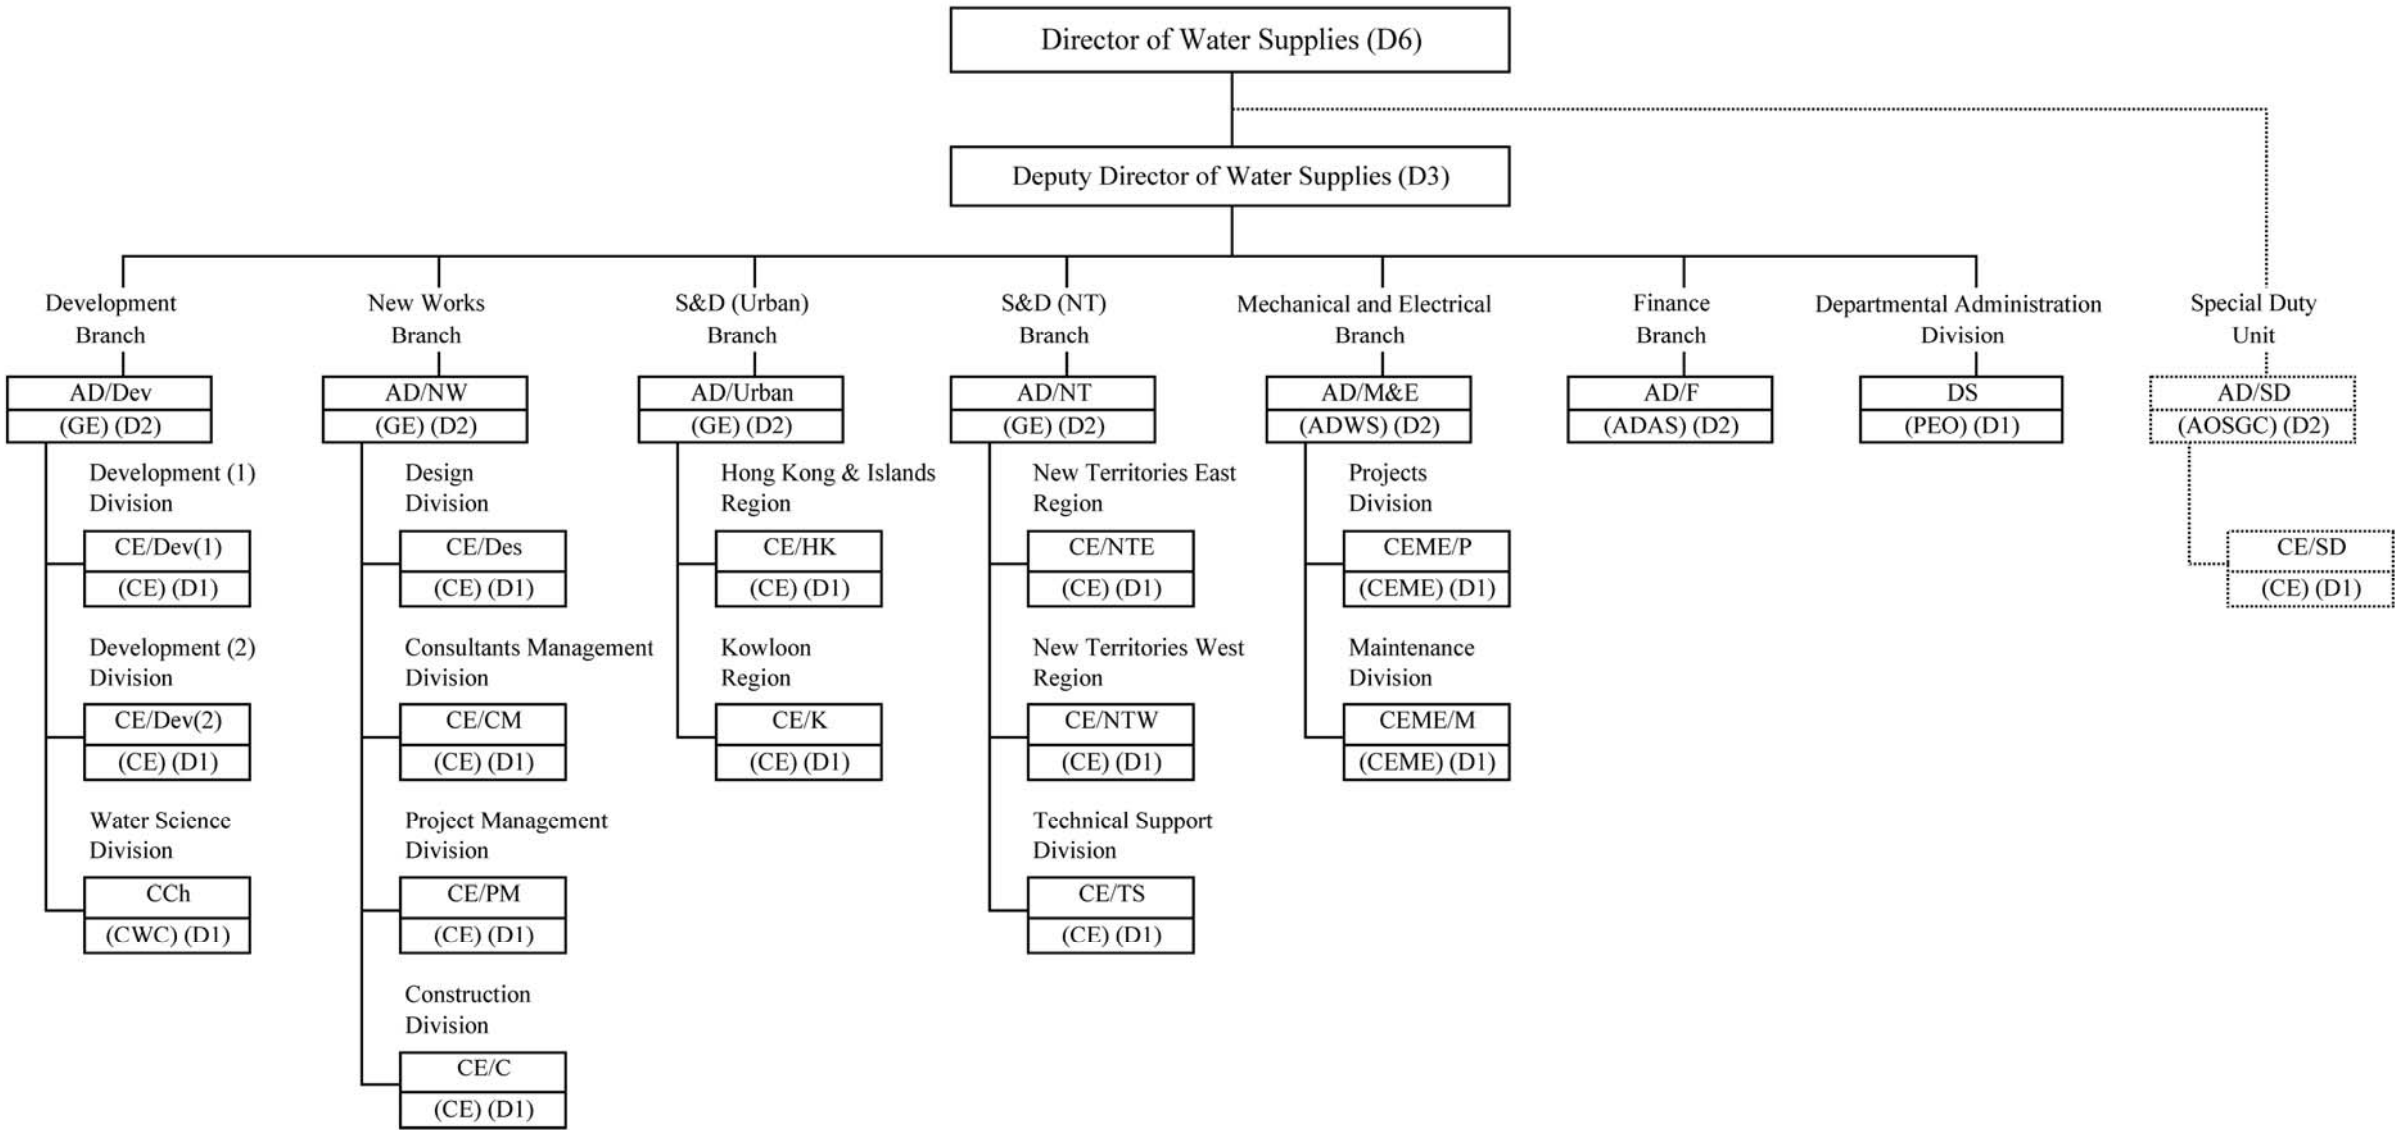 Director of Water Supplies (D6)
Deputy Director of Water Supplies (D3)
Development
Branch
AD/Dev
(GE) (D2)
Development (1)
Division
CE/Dev(1)
(CE) (D1)
Development (2)
Division
CE/Dev(2)
(CE) (D1)
Water Science
Division
CCh
(CWC) (D1)
New Works
Branch
AD/NW
(GE) (D2)
Design
Division
CE/Des
(CE) (D1)
Consultants Management
Division
CE/CM
(CE) (D1)
Project Management
Division
CE/PM
(CE) (D1)
Construction
Division
CE/C
(CE) (D1)
S&D (Urban)
Branch
AD/Urban
(GE) (D2)
Hong Kong & Islands
Region
CE/HK
(CE) (D1)
Kowloon
Region
CE/K
(CE) (D1)
S&D (NT)
Branch
AD/NT
(GE) (D2)
New Territories East
Region
CE/NTE
(CE) (D1)
New Territories West
Region
CE/NTW
(CE) (D1)
Technical Support
Division
CE/TS
(CE) (D1)
Mechanical and Electrical
Branch
AD/M&E
(ADWS) (D2)
Projects
Division
CEME/P
(CEME) (D1)
Maintenance
Division
CEME/M
(CEME) (D1)
Finance
Branch
AD/F
(ADAS) (D2)
Departmental Administration
Division
DS
(PEO) (D1)
Special Duty
Unit
AD/SD
(AOSGC) (D2)
CE/SD
(CE) (D1)